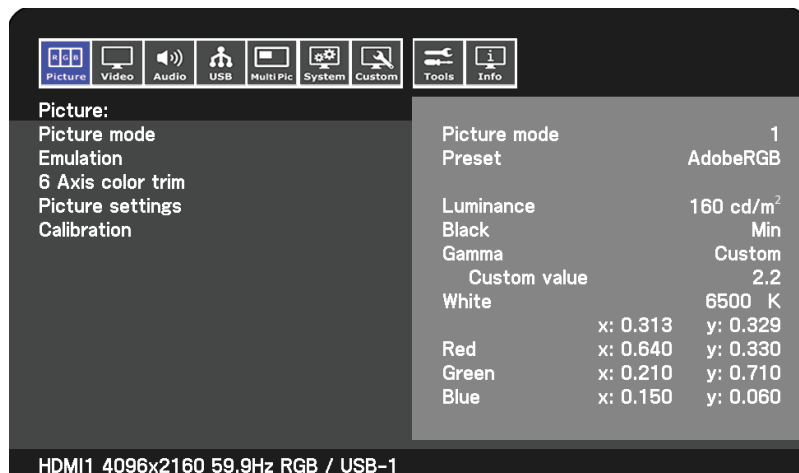 R G B
Picture Video Audio USB MultiPic System Custom Tools Info
Picture:
Picture mode
Emulation
6 Axis color trim
Picture settings
Calibration
Picture mode 1
Preset AdobeRGB
Luminance 160 cd/m²
Black Min
Gamma Custom
Custom value 2.2
White 6500 K
x: 0.313 y: 0.329
Red x: 0.640 y: 0.330
Green x: 0.210 y: 0.710
Blue x: 0.150 y: 0.060
HDMI1 4096x2160 59.9Hz RGB / USB-1